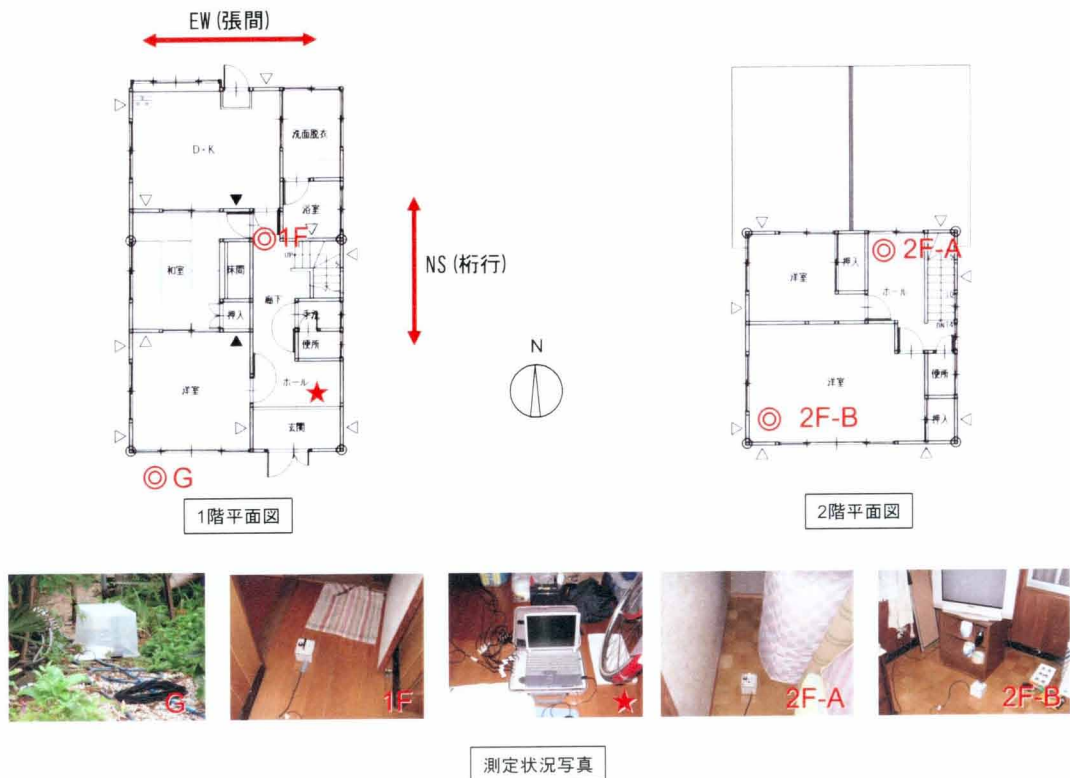 EW (張間)
D-K
洗面脱衣
浴室
1F
和室
床間
UP
廊下
押入
手洗
便所
洋室
ホール
★
玄関
G
1階平面図
NS (桁行)
N
2F-A
押入
洋室
ホール
洋室
便所
2F-B
押入
2階平面図
G
1F
★
2F-A
2F-B
測定状況写真